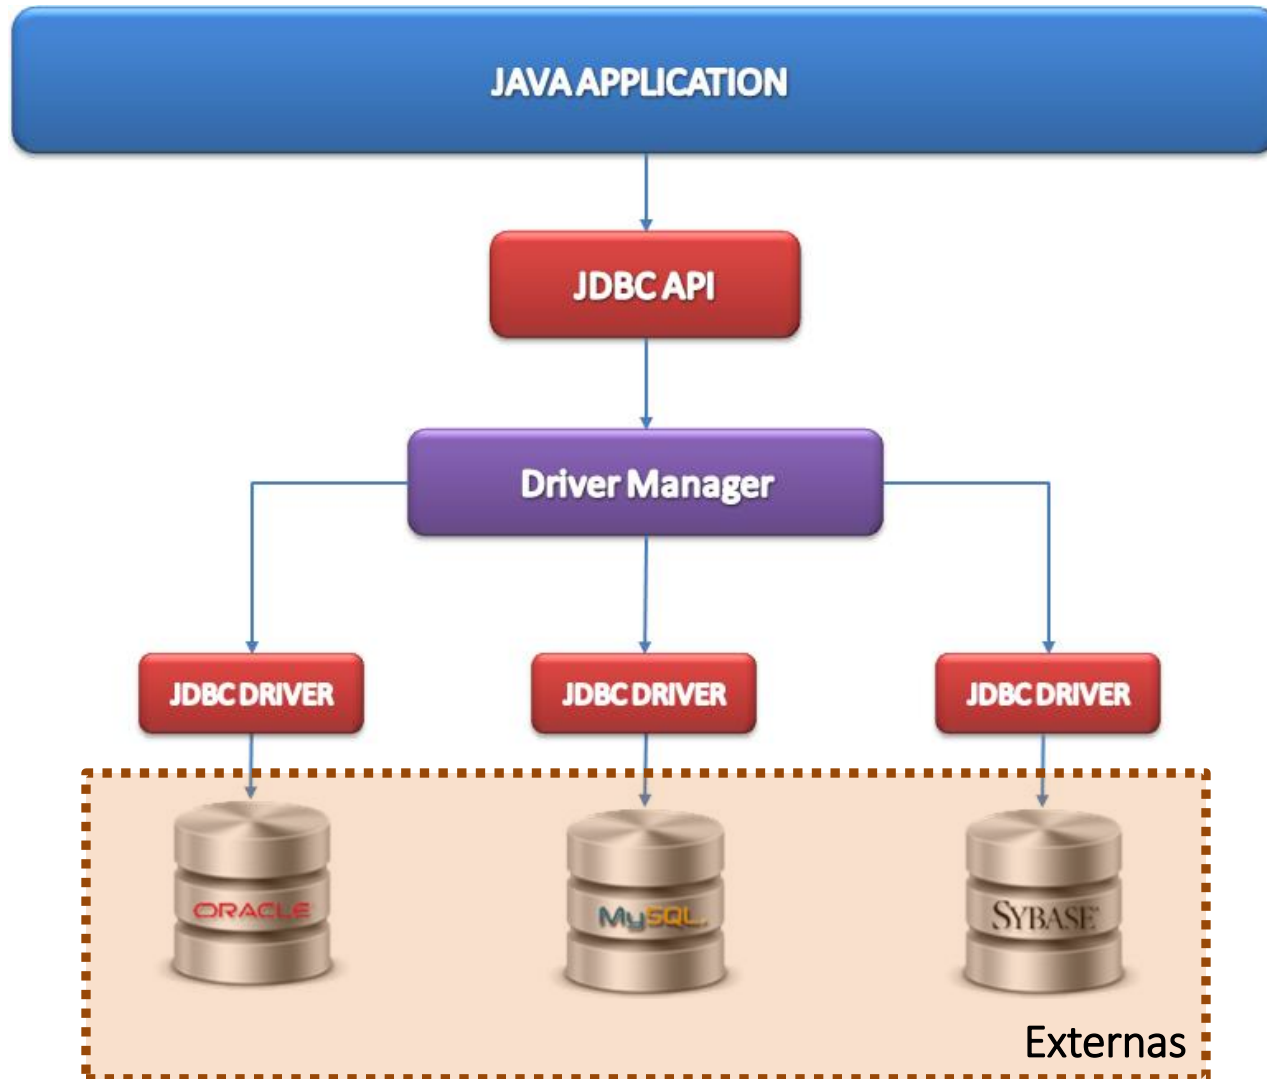 JAVA APPLICATION
JDBC API
Driver Manager
JDBC DRIVER
JDBC DRIVER
JDBC DRIVER
ORACLE
MySQL.
SYBASE®
Externas